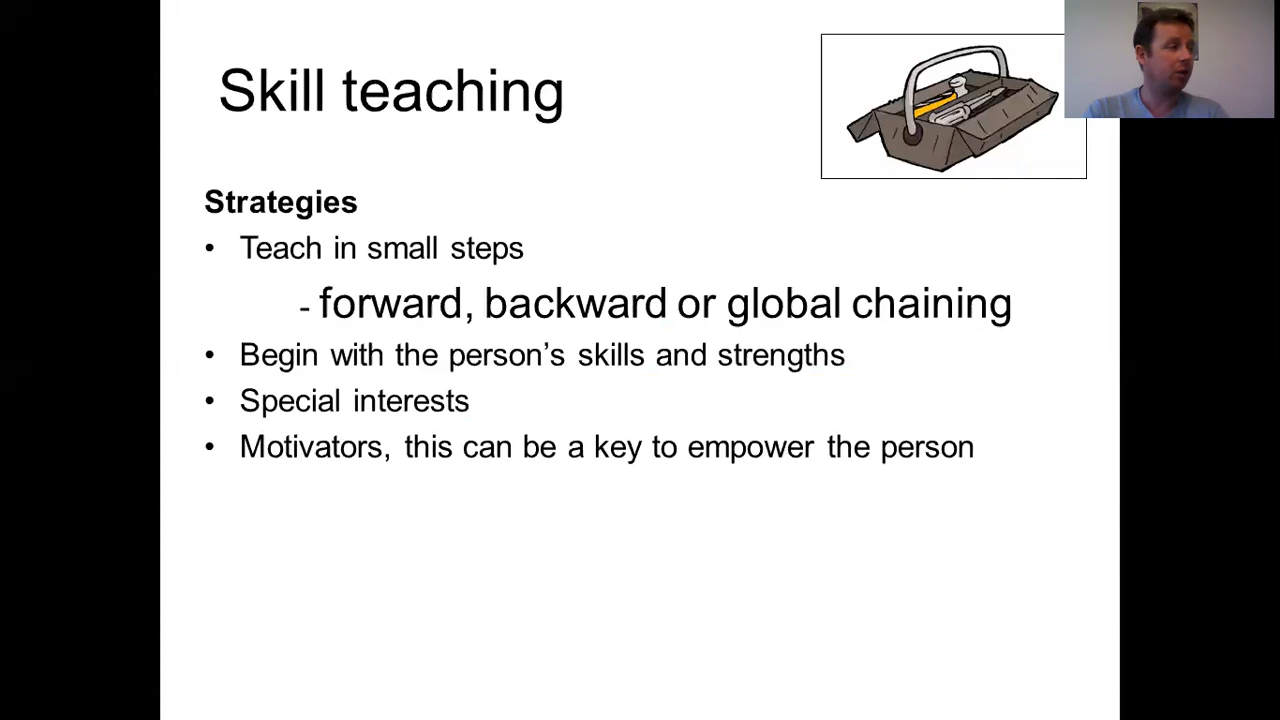 Skill teaching
Strategies
• Teach in small steps
- forward, backward or global chaining
• Begin with the person’s skills and strengths
• Special interests
• Motivators, this can be a key to empower the person